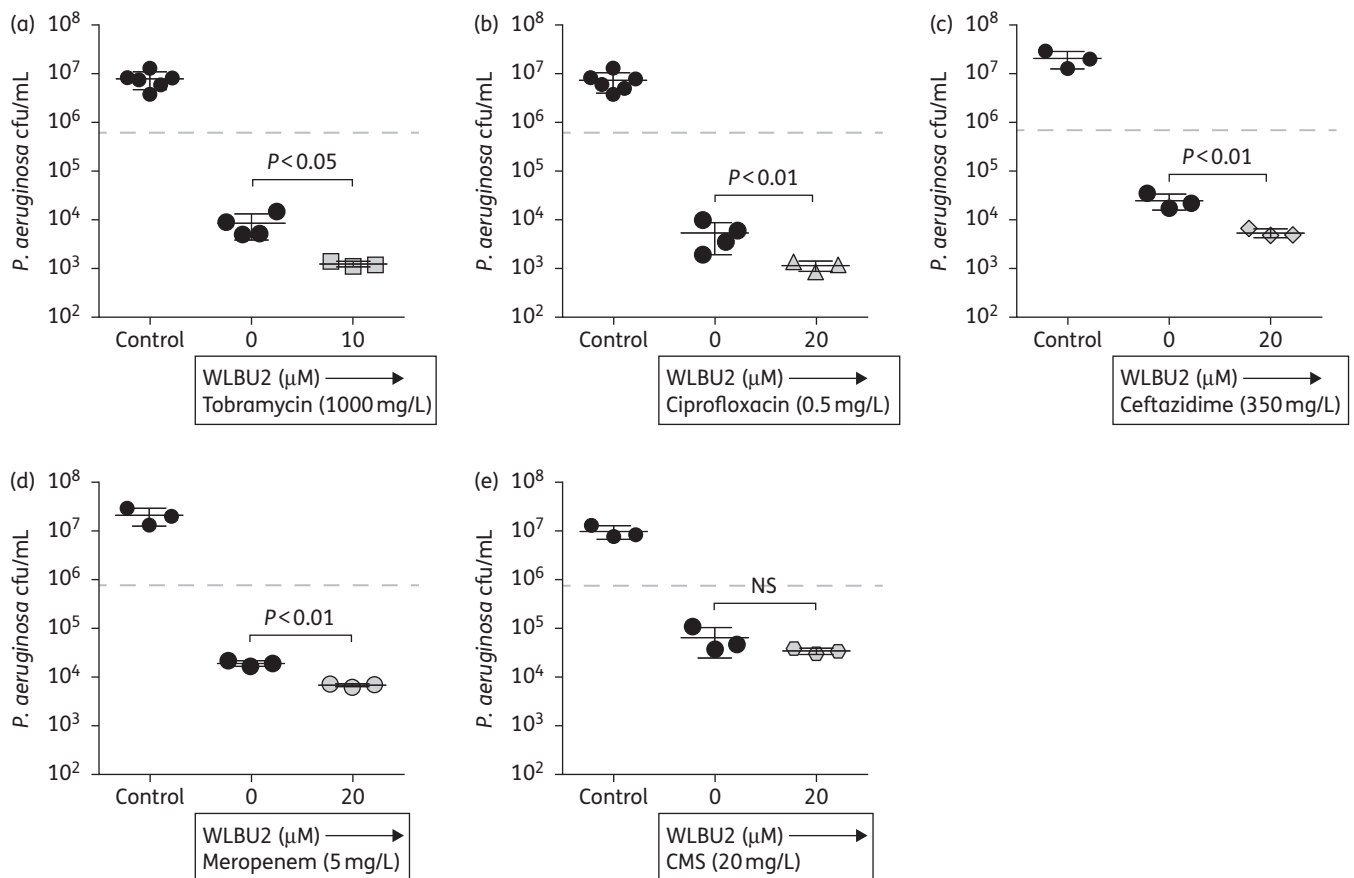 (a)
P. aeruginosa cfu/mL
10⁸
10⁷
10⁶
10⁵
10⁴
10³
10²
P < 0.05
Control 0 10
WLBU2 (μM)
Tobramycin (1000 mg/L)
(b)
P. aeruginosa cfu/mL
10⁸
10⁷
10⁶
10⁵
10⁴
10³
10²
P < 0.01
Control 0 20
WLBU2 (μM)
Ciprofloxacin (0.5 mg/L)
(c)
P. aeruginosa cfu/mL
10⁸
10⁷
10⁶
10⁵
10⁴
10³
10²
P < 0.01
Control 0 20
WLBU2 (μM)
Ceftazidime (350 mg/L)
(d)
P. aeruginosa cfu/mL
10⁸
10⁷
10⁶
10⁵
10⁴
10³
10²
P < 0.01
Control 0 20
WLBU2 (μM)
Meropenem (5 mg/L)
(e)
P. aeruginosa cfu/mL
10⁸
10⁷
10⁶
10⁵
10⁴
10³
10²
NS
Control 0 20
WLBU2 (μM)
CMS (20 mg/L)